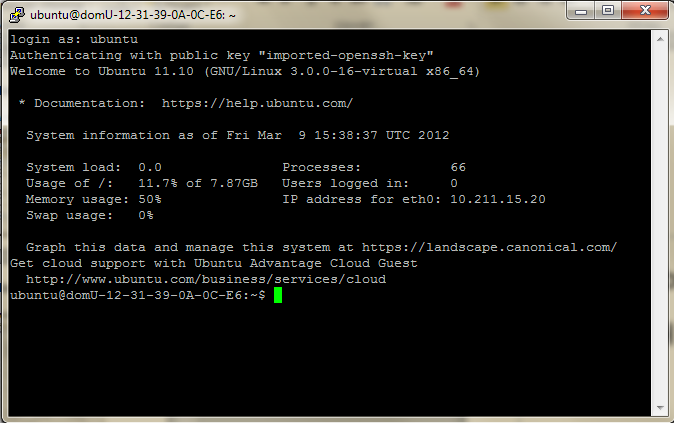 ubuntu@domU-12-31-39-0A-0C-E6: ~
login as: ubuntu
Authenticating with public key "imported-openssh-key"
Welcome to Ubuntu 11.10 (GNU/Linux 3.0.0-16-virtual x86_64)
* Documentation:  https://help.ubuntu.com/
System information as of Fri Mar  9 15:38:37 UTC 2012
System load:  0.0                Processes:           66
Usage of /:   11.7% of 7.87GB   Users logged in:     0
Memory usage: 50%               IP address for eth0: 10.211.15.20
Swap usage:   0%
Graph this data and manage this system at https://landscape.canonical.com/
Get cloud support with Ubuntu Advantage Cloud Guest
http://www.ubuntu.com/business/services/cloud
ubuntu@domU-12-31-39-0A-0C-E6:~$